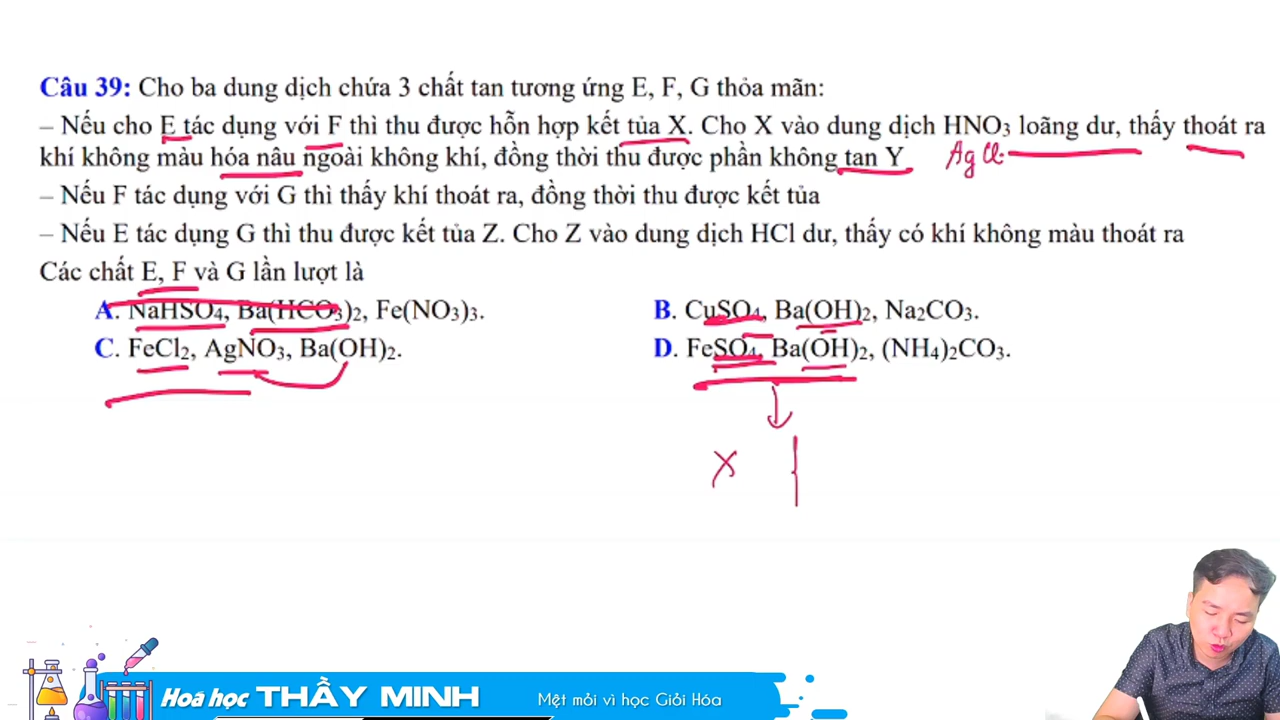 Câu 39: Cho ba dung dịch chứa 3 chất tan tương ứng E, F, G thỏa mãn:
– Nếu cho E tác dụng với F thì thu được hỗn hợp kết tủa X. Cho X vào dung dịch HNO₃ loãng dư, thấy thoát ra
khí không màu hóa nâu ngoài không khí, đồng thời thu được phần không tan Y
AgCl
– Nếu F tác dụng với G thì thấy khí thoát ra, đồng thời thu được kết tủa
– Nếu E tác dụng G thì thu được kết tủa Z. Cho Z vào dung dịch HCl dư, thấy có khí không màu thoát ra
Các chất E, F và G lần lượt là
A. NaHSO₄, Ba(HCO₃)₂, Fe(NO₃)₃.
B. CuSO₄, Ba(OH)₂, Na₂CO₃.
C. FeCl₂, AgNO₃, Ba(OH)₂.
D. FeSO₄, Ba(OH)₂, (NH₄)₂CO₃.
X {
Hoá học THẦY MINH
Mệt mỏi vì học Giỏi Hóa